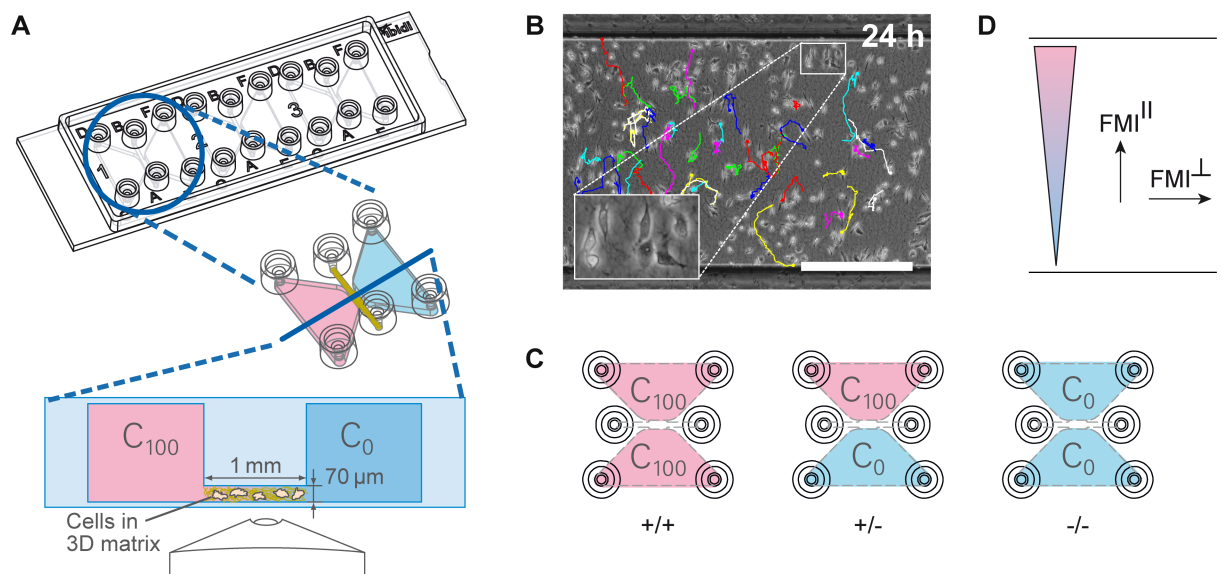 A
ibidi
D
B
F
D
B
F
D
B
F
1
2
3
A
A
A
C₁₀₀
C₀
1 mm
70 µm
Cells in
3D matrix
B
24 h
C
C₁₀₀
C₁₀₀
+/+
C₁₀₀
C₀
+/-
C₀
C₀
-/-
D
FMI||
FMI⊥